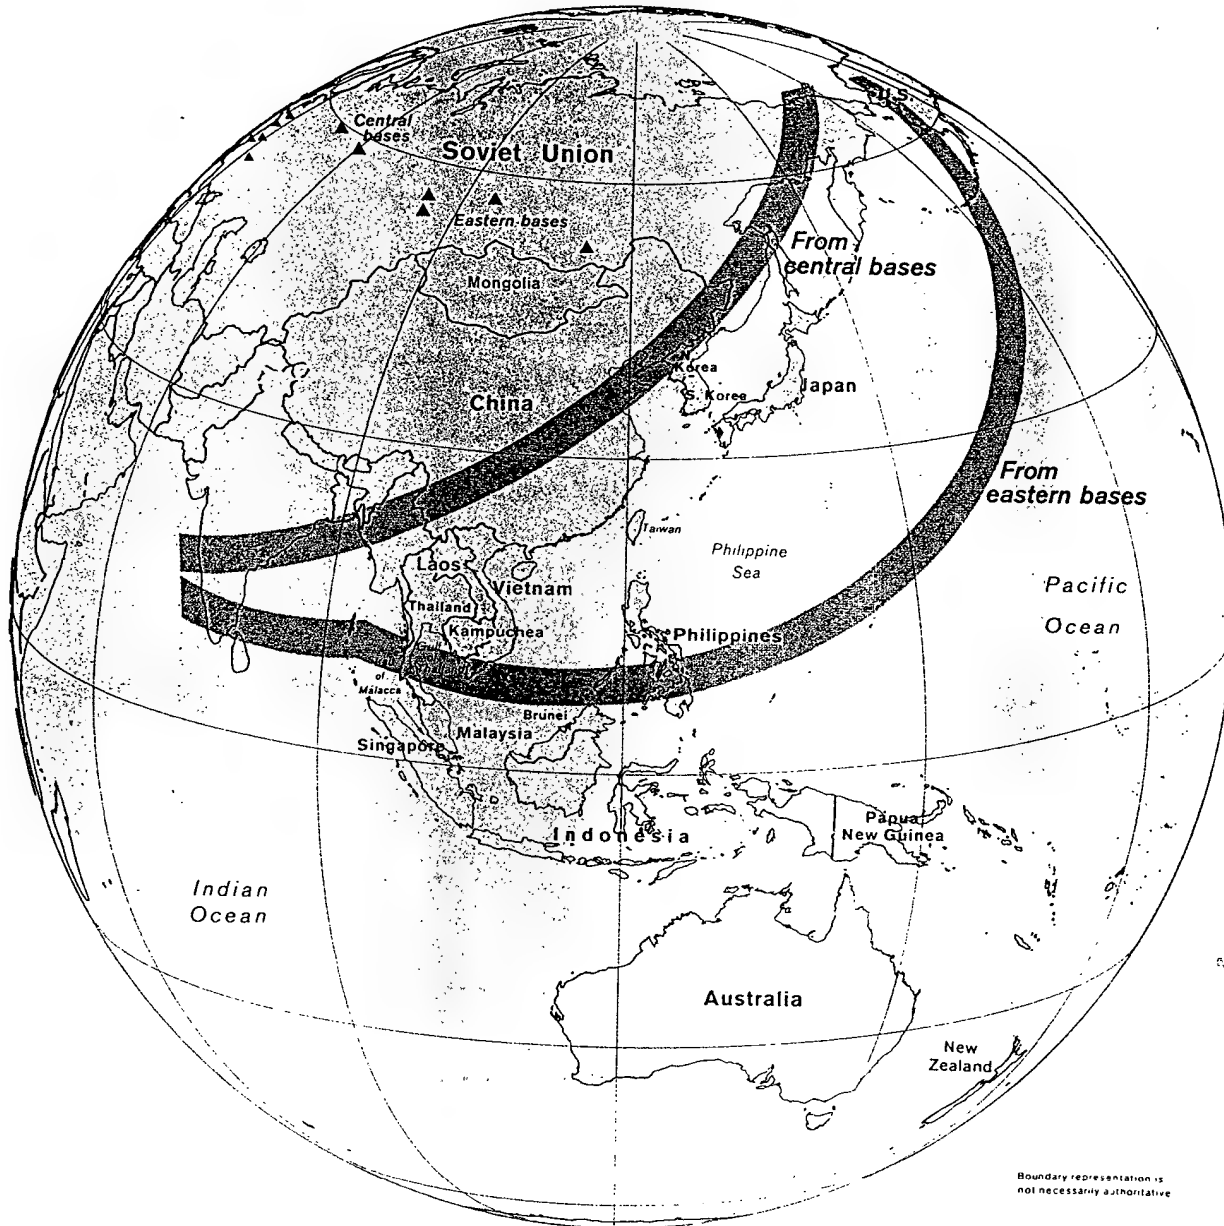 U.S.
Central
bases
Soviet Union
Eastern bases
From
central bases
Mongolia
N.
Korea
S. Korea
Japan
China
From
eastern bases
Taiwan
Philippine
Sea
Laos
Vietnam
Pacific
Ocean
Thailand
Kampuchea
Philippines
of
Malacca
Brunei
Malaysia
Singapore
Papua
New Guinea
Indonesia
Indian
Ocean
Australia
New
Zealand
Boundary representation is
not necessarily authoritative